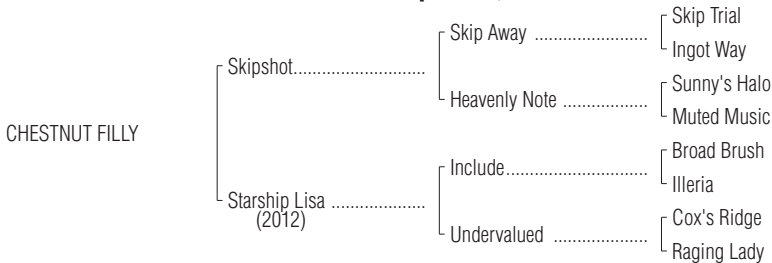 Skip Trial
Skip Away ........................
Ingot Way
Skipshot............................
Sunny's Halo
Heavenly Note ..................
Muted Music
CHESTNUT FILLY
Broad Brush
Include..............................
Illeria
Starship Lisa ....................
(2012)
Cox's Ridge
Undervalued ....................
Raging Lady